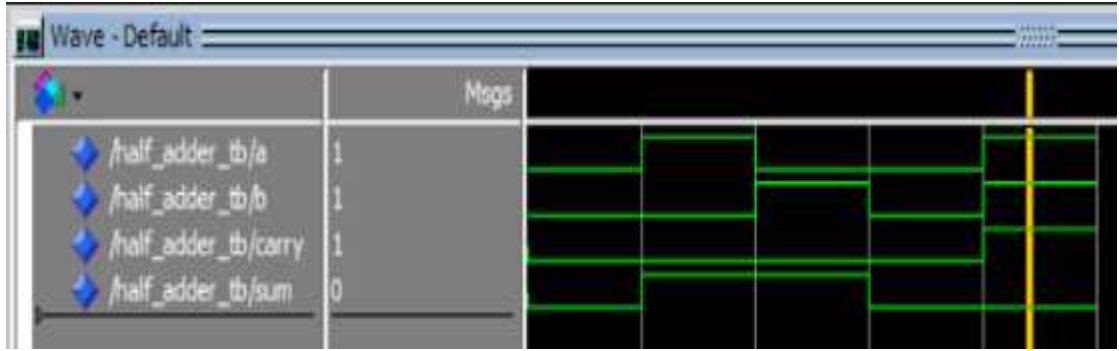 Wave - Default
Msgs
/half_adder_tb/a 1
/half_adder_tb/b 1
/half_adder_tb/carry 1
/half_adder_tb/sum 0